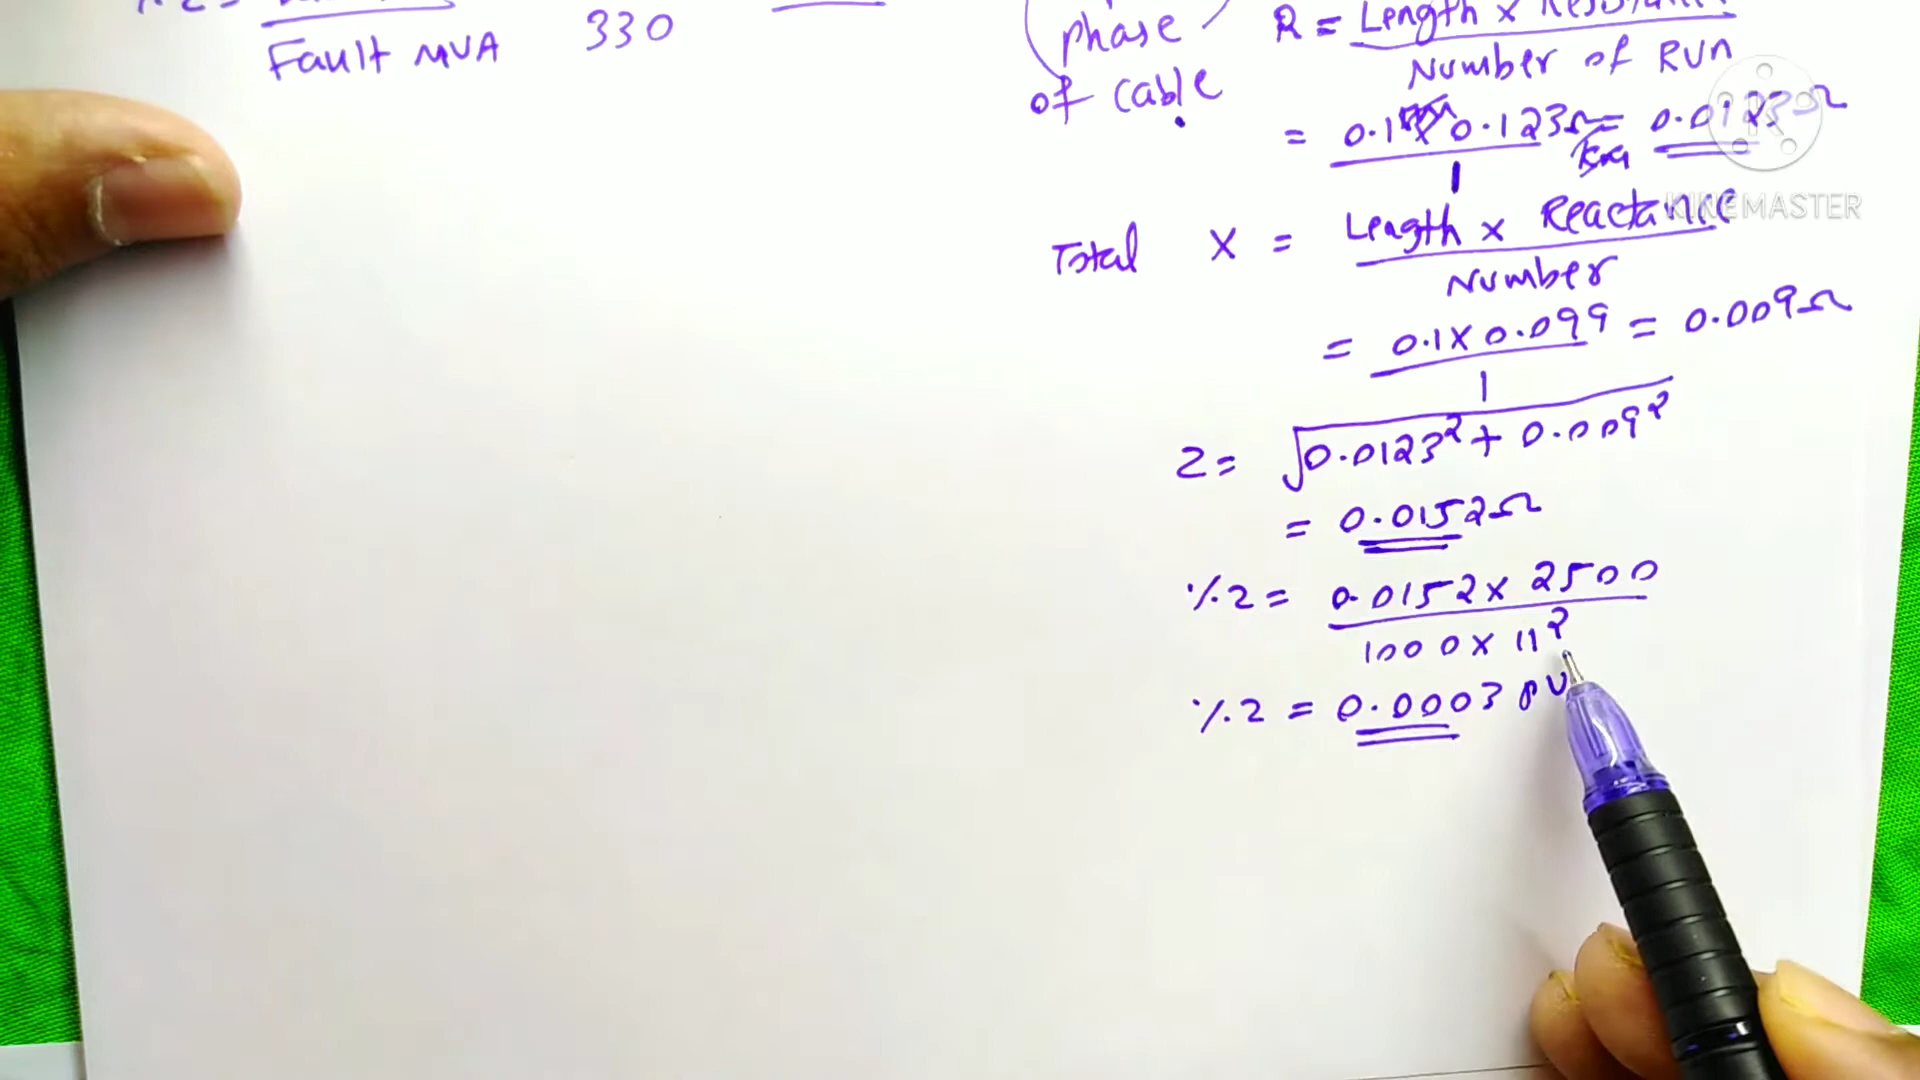 Fault MVA 330
phase
of cable
R = Length x
Number of RUN
= 0.1 x 0.123Ω = 0.0123Ω
Km
1
KINEMASTER
Total X = Length x Reactance
Number
= 0.1 x 0.099 = 0.009Ω
1
Z = √0.0123² + 0.009²
= 0.0152Ω
%Z = 0.0152 x 2500
1000 x 11²
%Z = 0.0003 PU